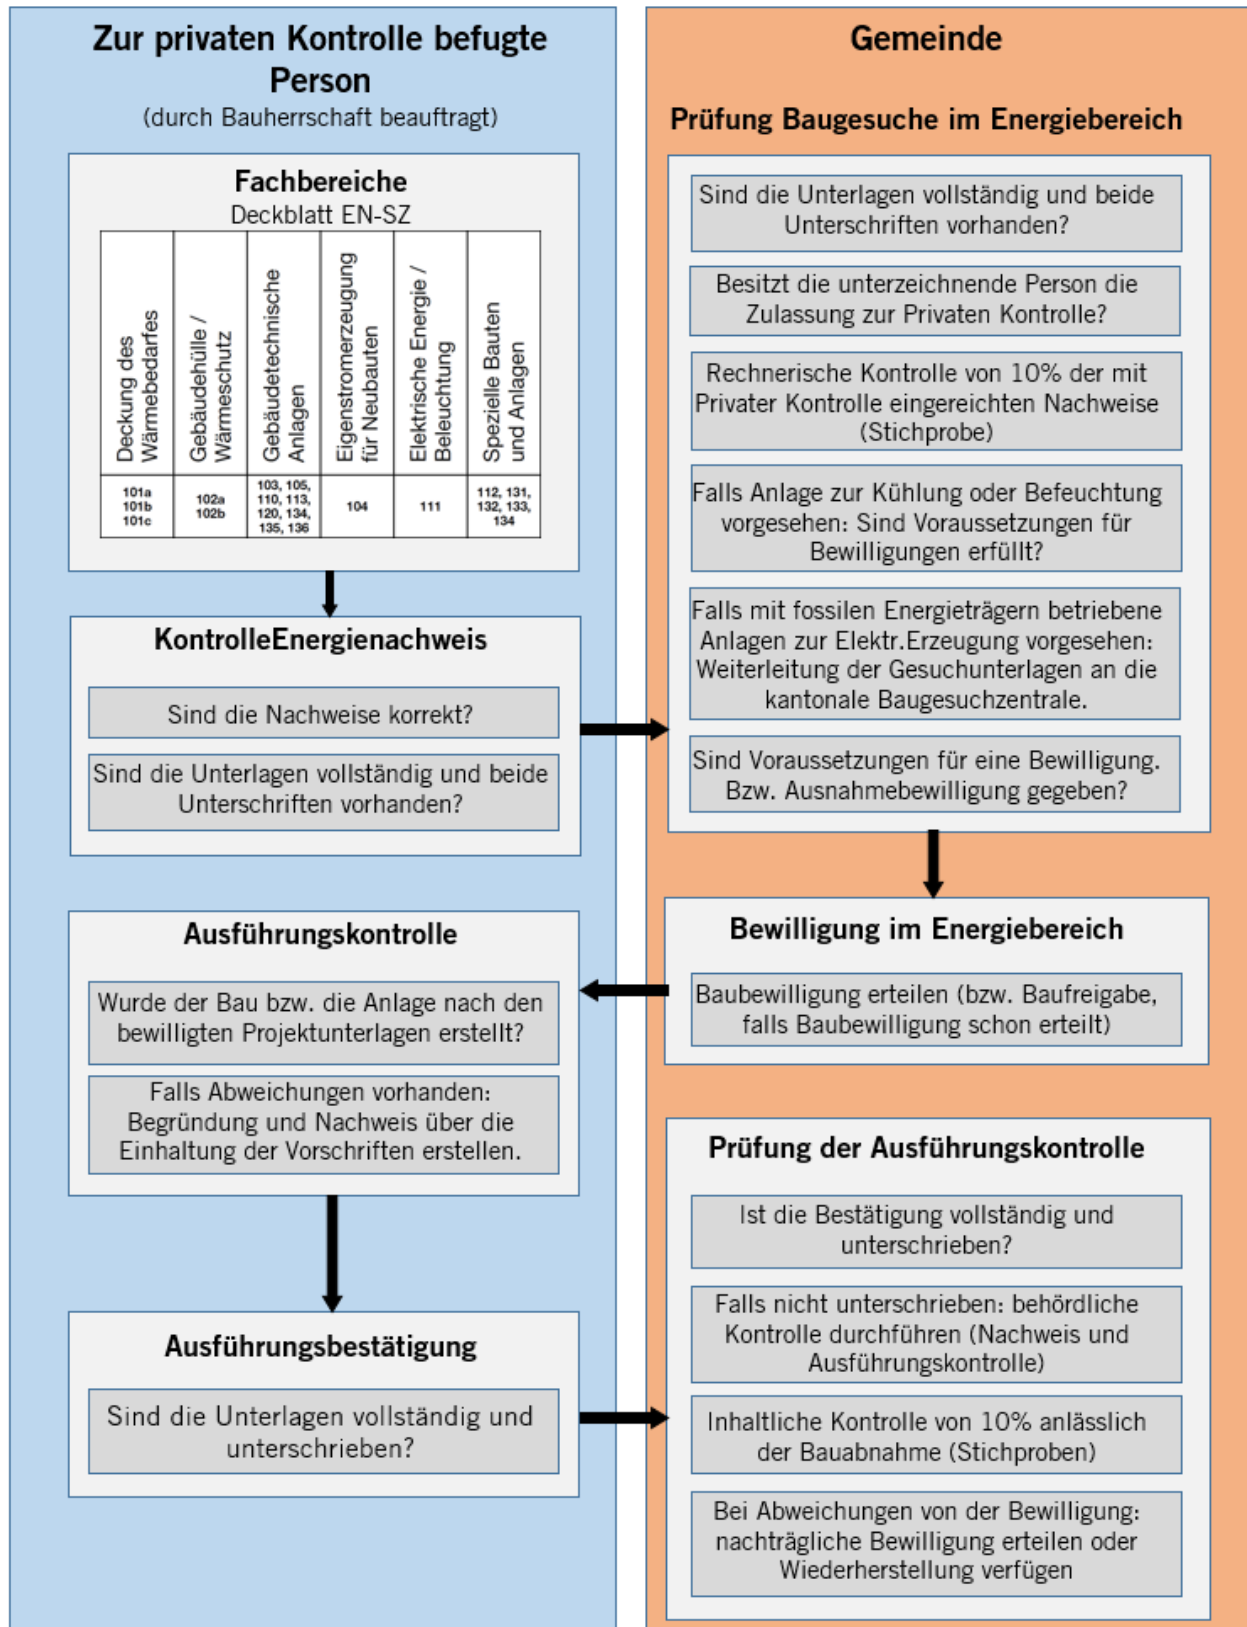 Zur privaten Kontrolle befugte
Person
(durch Bauherrschaft beauftragt)
Fachbereiche
Deckblatt EN-SZ
Deckung des
Wärmebedarfes
Gebäudehülle /
Wärmeschutz
Gebäudetechnische
Anlagen
Eigenstromerzeugung
für Neubauten
Elektrische Energie /
Beleuchtung
Spezielle Bauten
und Anlagen
101a
101b
101c
102a
102b
103, 105,
110, 113,
120, 134,
135, 136
104
111
112, 131,
132, 133,
134
KontrolleEnergienachweis
Sind die Nachweise korrekt?
Sind die Unterlagen vollständig und beide
Unterschriften vorhanden?
Ausführungskontrolle
Wurde der Bau bzw. die Anlage nach den
bewilligten Projektunterlagen erstellt?
Falls Abweichungen vorhanden:
Begründung und Nachweis über die
Einhaltung der Vorschriften erstellen.
Ausführungsbestätigung
Sind die Unterlagen vollständig und
unterschrieben?
Gemeinde
Prüfung Baugesuche im Energiebereich
Sind die Unterlagen vollständig und beide
Unterschriften vorhanden?
Besitzt die unterzeichnende Person die
Zulassung zur Privaten Kontrolle?
Rechnerische Kontrolle von 10% der mit
Privater Kontrolle eingereichten Nachweise
(Stichprobe)
Falls Anlage zur Kühlung oder Befeuchtung
vorgesehen: Sind Voraussetzungen für
Bewilligungen erfüllt?
Falls mit fossilen Energieträgern betriebene
Anlagen zur Elektr.Erzeugung vorgesehen:
Weiterleitung der Gesuchunterlagen an die
kantonale Baugesuchzentrale.
Sind Voraussetzungen für eine Bewilligung.
Bzw. Ausnahmebewilligung gegeben?
Bewilligung im Energiebereich
Baubewilligung erteilen (bzw. Baufreigabe,
falls Baubewilligung schon erteilt)
Prüfung der Ausführungskontrolle
Ist die Bestätigung vollständig und
unterschrieben?
Falls nicht unterschrieben: behördliche
Kontrolle durchführen (Nachweis und
Ausführungskontrolle)
Inhaltliche Kontrolle von 10% anlässlich
der Bauabnahme (Stichproben)
Bei Abweichungen von der Bewilligung:
nachträgliche Bewilligung erteilen oder
Wiederherstellung verfügen